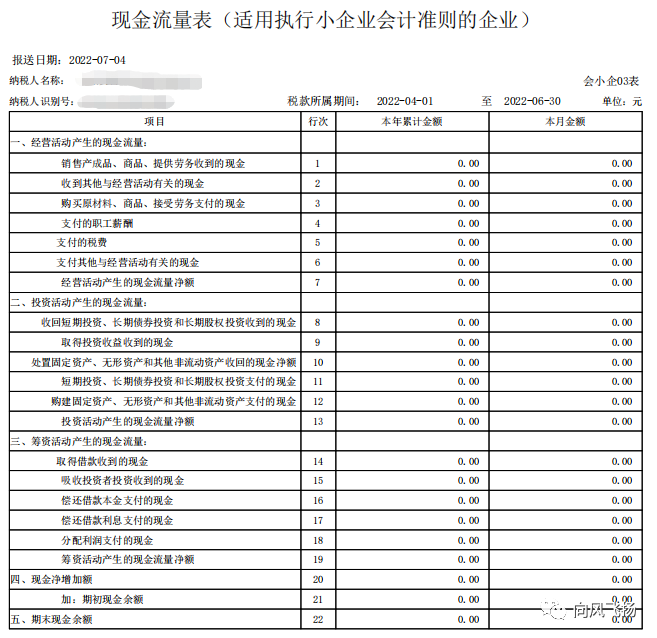 现金流量表（适用执行小企业会计准则的企业）
报送日期：2022-07-04
纳税人名称： 会小企03表
纳税人识别号： 税款所属期间： 2022-04-01 至 2022-06-30 单位：元
项目 行次 本年累计金额 本月金额
一、经营活动产生的现金流量：
销售产成品、商品、提供劳务收到的现金 1 0.00 0.00
收到其他与经营活动有关的现金 2 0.00 0.00
购买原材料、商品、接受劳务支付的现金 3 0.00 0.00
支付的职工薪酬 4 0.00 0.00
支付的税费 5 0.00 0.00
支付其他与经营活动有关的现金 6 0.00 0.00
经营活动产生的现金流量净额 7 0.00 0.00
二、投资活动产生的现金流量：
收回短期投资、长期债券投资和长期股权投资收到的现金 8 0.00 0.00
取得投资收益收到的现金 9 0.00 0.00
处置固定资产、无形资产和其他非流动资产收回的现金净额 10 0.00 0.00
短期投资、长期债券投资和长期股权投资支付的现金 11 0.00 0.00
购建固定资产、无形资产和其他非流动资产支付的现金 12 0.00 0.00
投资活动产生的现金流量净额 13 0.00 0.00
三、筹资活动产生的现金流量：
取得借款收到的现金 14 0.00 0.00
吸收投资者投资收到的现金 15 0.00 0.00
偿还借款本金支付的现金 16 0.00 0.00
偿还借款利息支付的现金 17 0.00 0.00
分配利润支付的现金 18 0.00 0.00
筹资活动产生的现金流量净额 19 0.00 0.00
四、现金净增加额 20 0.00 0.00
加：期初现金余额 21 0.00 0.00
五、期末现金余额 22 0.00 0.00
向风飞扬